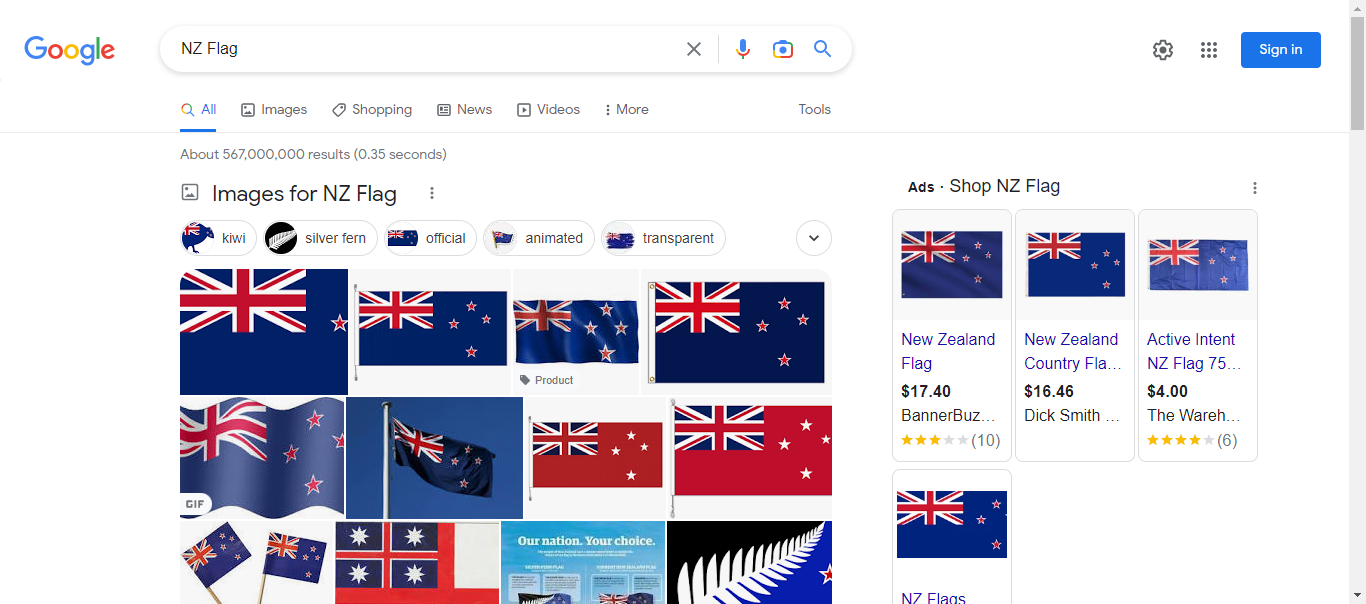 Google
NZ Flag
Sign in
All
Images
Shopping
News
Videos
More
Tools
About 567,000,000 results (0.35 seconds)
Images for NZ Flag
kiwi
silver fern
official
animated
transparent
Product
GIF
Our nation. Your choice.
Ads · Shop NZ Flag
New Zealand
Flag
$17.40
BannerBuz...
(10)
New Zealand
Country Fla...
$16.46
Dick Smith ...
Active Intent
NZ Flag 75...
$4.00
The Wareh...
(6)
NZ Flags